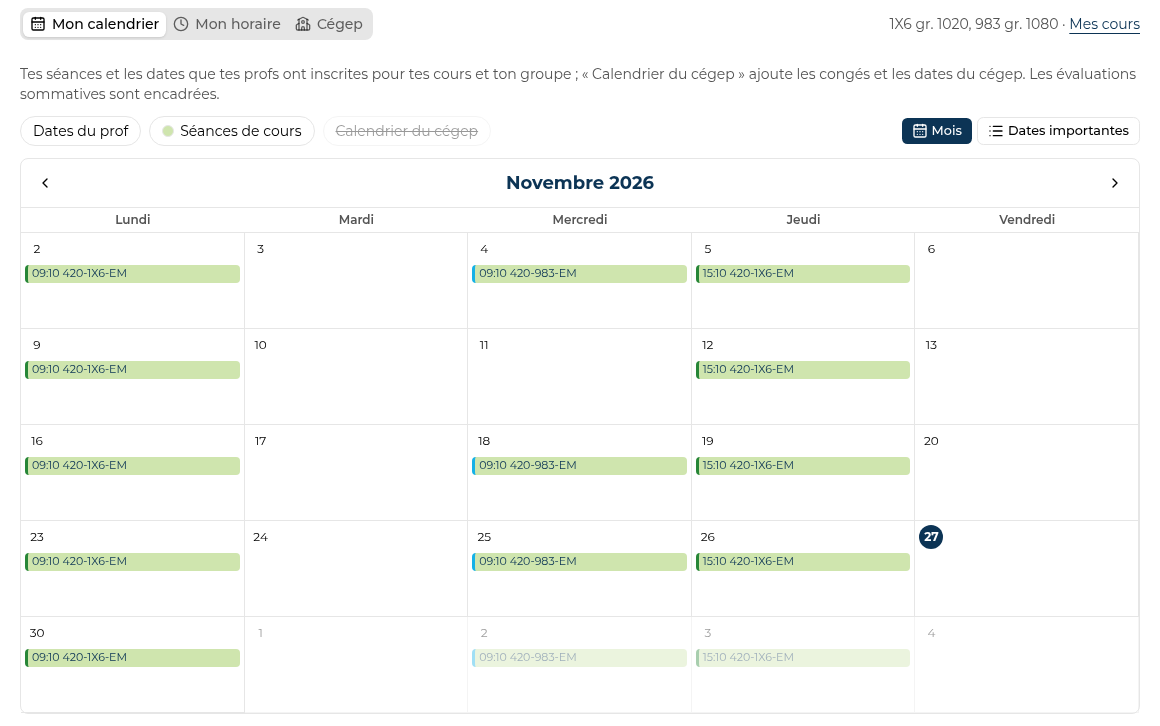 Mon calendrier Mon horaire Cégep
1X6 gr. 1020, 983 gr. 1080 · Mes cours
Tes séances et les dates que tes profs ont inscrites pour tes cours et ton groupe ; « Calendrier du cégep » ajoute les congés et les dates du cégep. Les évaluations
sommatives sont encadrées.
Dates du prof Séances de cours Calendrier du cégep Mois Dates importantes
Novembre 2026
Lundi Mardi Mercredi Jeudi Vendredi
2 3 4 5 6
09:10 420-1X6-EM 09:10 420-983-EM 15:10 420-1X6-EM
9 10 11 12 13
09:10 420-1X6-EM 15:10 420-1X6-EM
16 17 18 19 20
09:10 420-1X6-EM 09:10 420-983-EM 15:10 420-1X6-EM
23 24 25 26 27
09:10 420-1X6-EM 09:10 420-983-EM 15:10 420-1X6-EM
30 1 2 3 4
09:10 420-1X6-EM 09:10 420-983-EM 15:10 420-1X6-EM